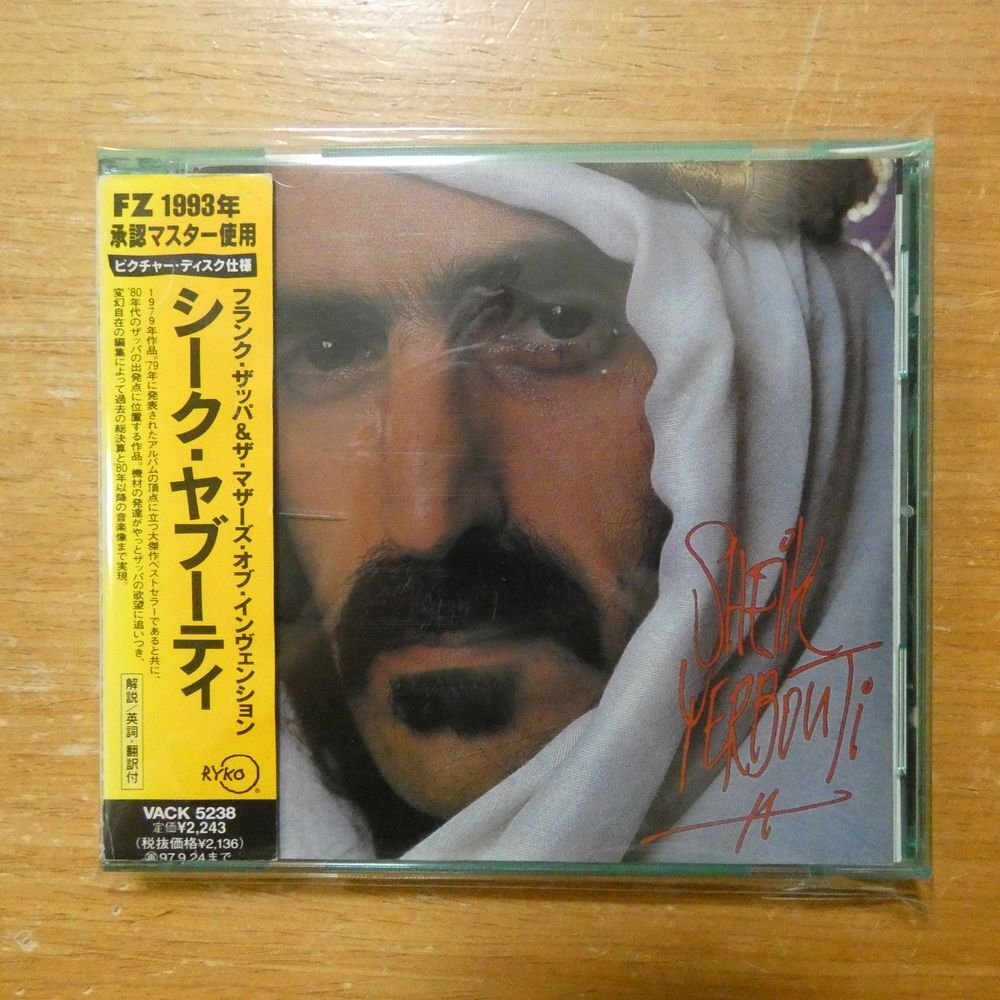 FZ 1993年
承認マスター使用
ピクチャー・ディスク仕様
フランク・ザッパ&ザ・マザーズ・オブ・インヴェンション
シーク・ヤブーティ
1979年作品。'79年に発表されたアルバムの頂点に立つ大傑作ベストセラーであると共に、
'80年代のザッパの出発点に位置する作品。機材の発達がやっとザッパの欲望に追いつき、
変幻自在の編集によって過去の総決算と'80年以降の音楽像まで実現。
解説/英詞・翻訳付
RYKO
VACK 5238
定価¥2,243
(税抜価格¥2,136)
97.9.24まで
SHEIK
YERBOUTI